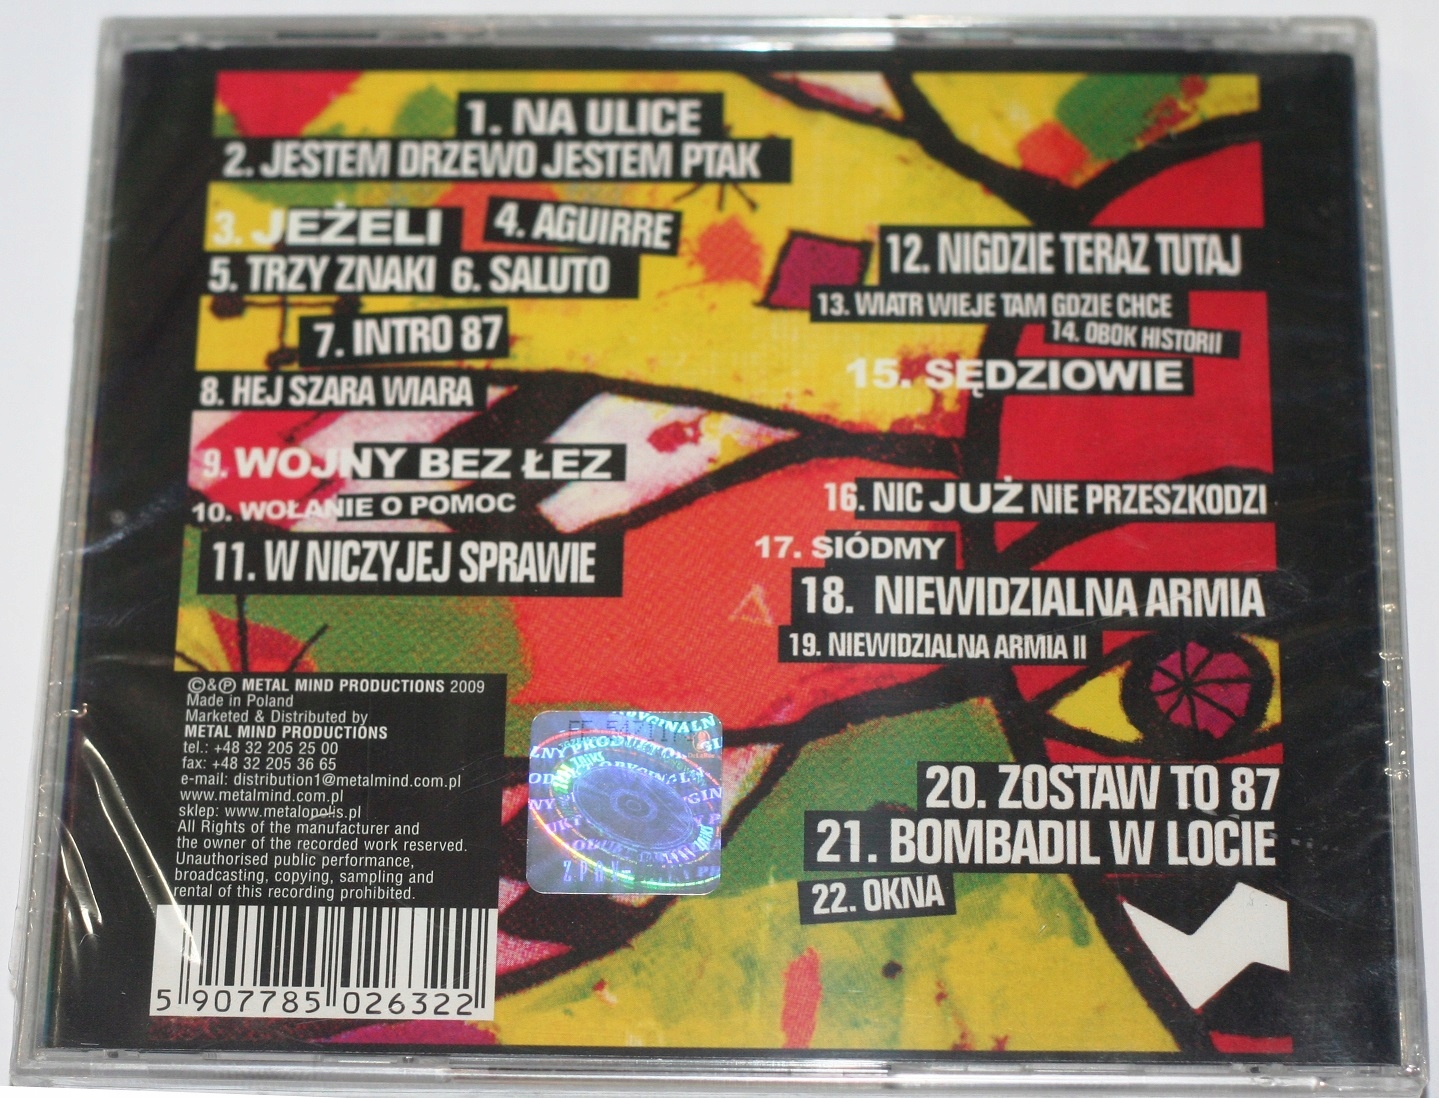 1. NA ULICE
2. JESTEM DRZEWO JESTEM PTAK
3. JEŻELI
4. AGUIRRE
5. TRZY ZNAKI 6. SALUTO
7. INTRO 87
8. HEJ SZARA WIARA
9. WOJNY BEZ ŁEZ
10. WOŁANIE O POMOC
11. W NICZYJEJ SPRAWIE
12. NIGDZIE TERAZ TUTAJ
13. WIATR WIEJE TAM GDZIE CHCE
14. OBOK HISTORII
15. SĘDZIOWIE
16. NIC JUŻ NIE PRZESZKODZI
17. SIÓDMY
18. NIEWIDZIALNA ARMIA
19. NIEWIDZIALNA ARMIA II
20. ZOSTAW TO 87
21. BOMBADIL W LOCIE
22. OKNA
©&℗ METAL MIND PRODUCTIONS 2009
Made in Poland
Marketed & Distributed by
METAL MIND PRODUCTIONS
tel.: +48 32 205 25 00
fax: +48 32 205 36 65
e-mail: distribution1@metalmind.com.pl
www.metalmind.com.pl
sklep: www.metalopolis.pl
All Rights of the manufacturer and
the owner of the recorded work reserved.
Unauthorised public performance,
broadcasting, copying, sampling and
rental of this recording prohibited.
5 907785 026322